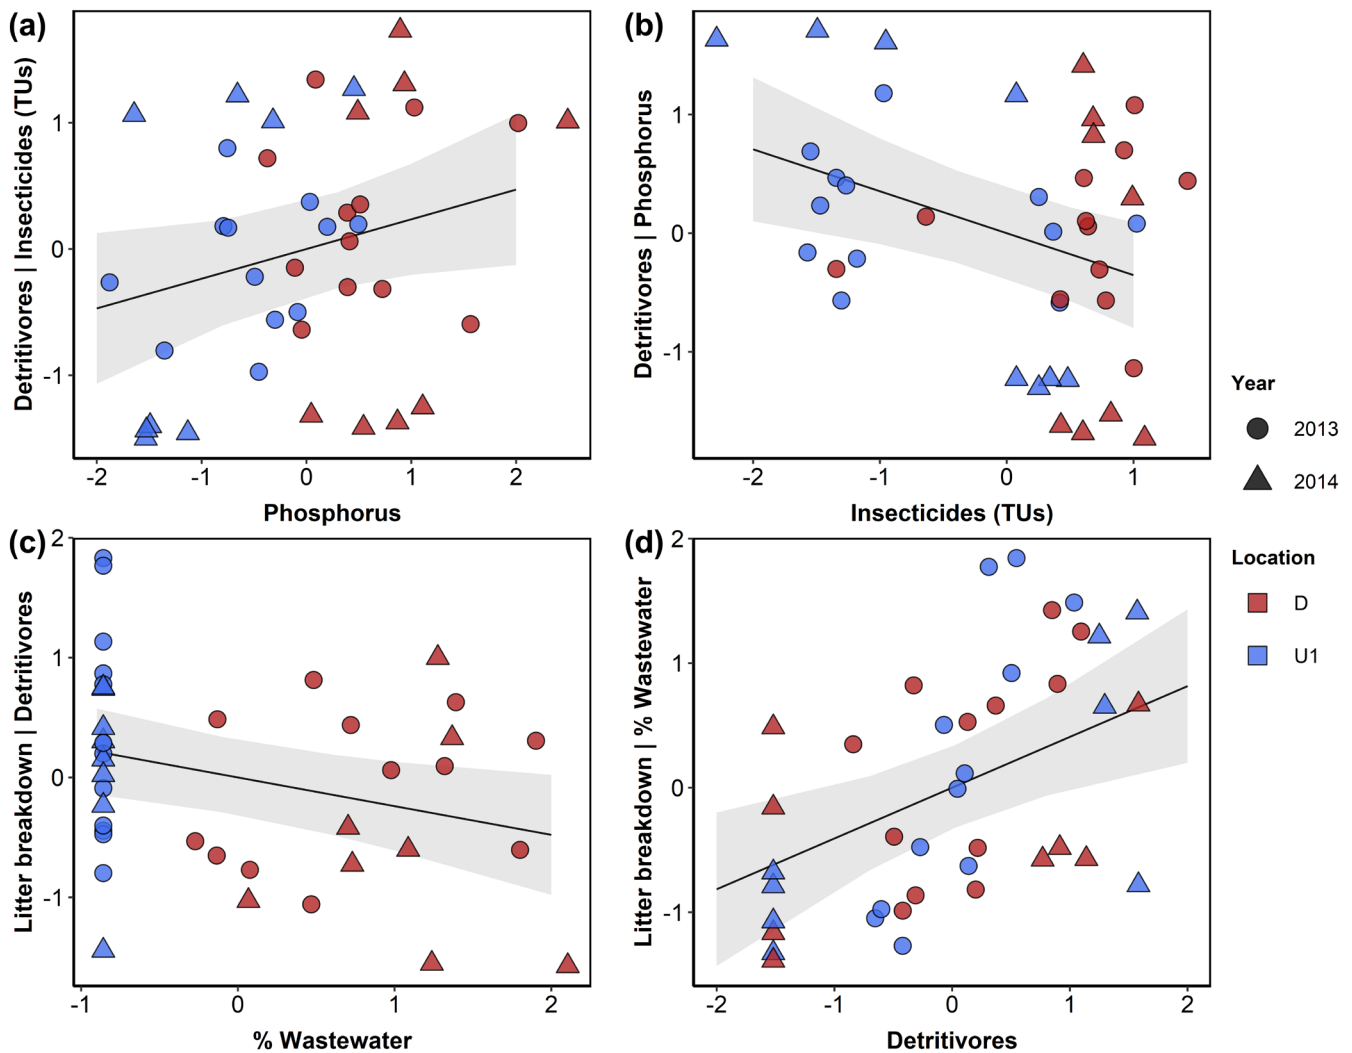 (a)
Detritivores | Insecticides (TUs)
1
0
-1
-2
-1
0
1
2
Phosphorus
(b)
Detritivores | Phosphorus
1
0
-1
-2
-1
0
1
Insecticides (TUs)
Year
2013
2014
(c)
Litter breakdown | Detritivores
2
1
0
-1
-1
0
1
2
% Wastewater
(d)
Litter breakdown | % Wastewater
2
1
0
-1
-2
-1
0
1
2
Detritivores
Location
D
U1